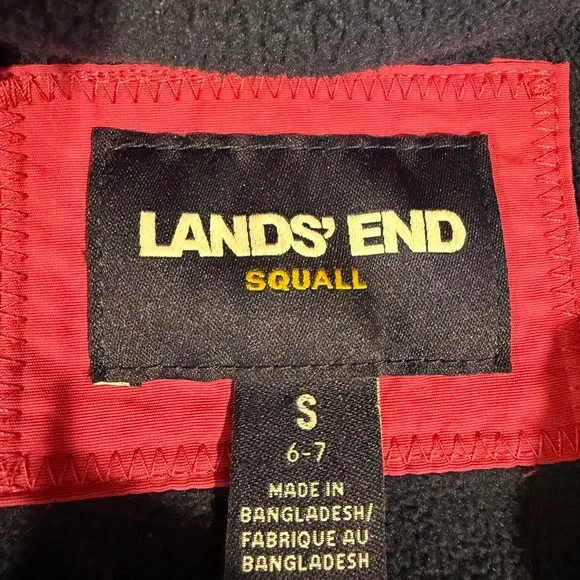 LANDS' END
SQUALL
S
6-7
MADE IN
BANGLADESH/
FABRIQUE AU
BANGLADESH